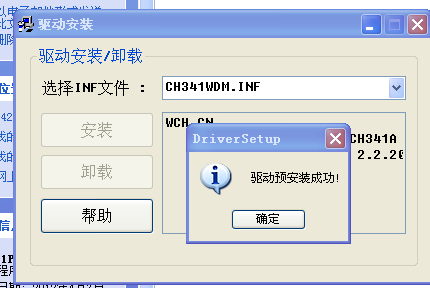 驱动安装
驱动安装/卸载
选择INF文件 :
CH341WDM.INF
安装
卸载
帮助
WCH.CN
CH341A
2.2.20
DriverSetup
驱动预安装成功!
确定